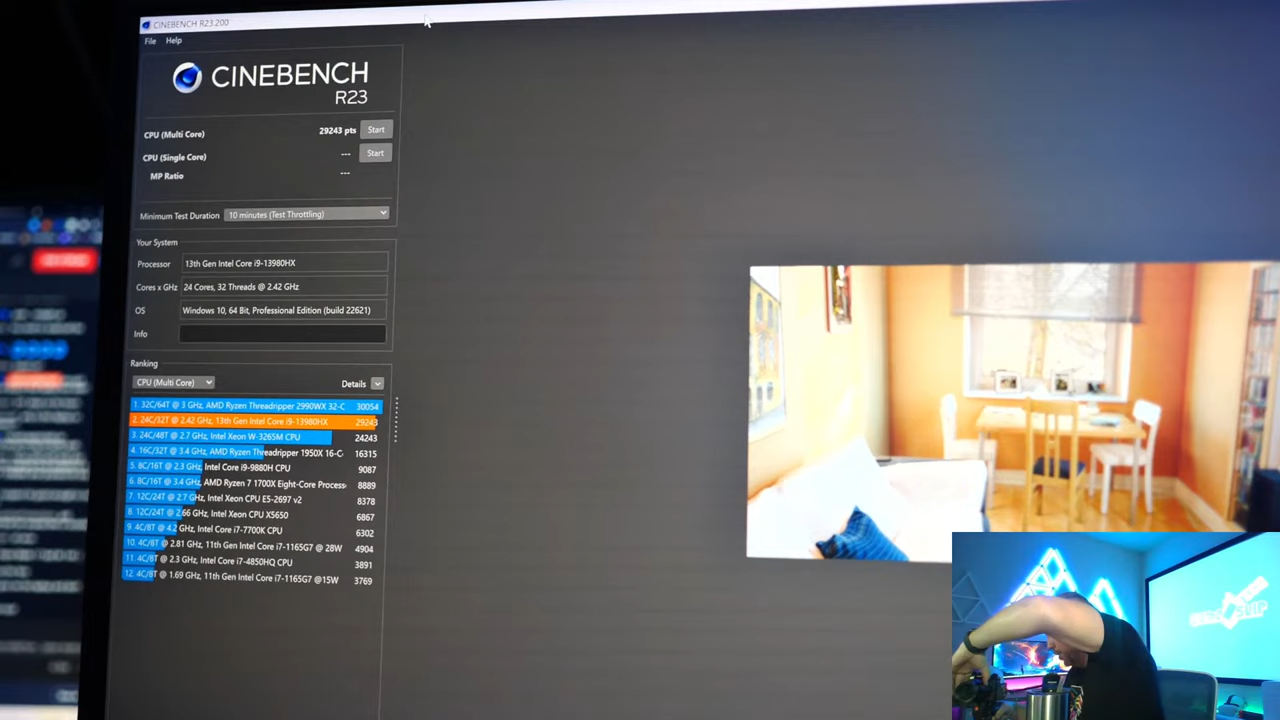 CINEBENCH R23.200
File Help
CINEBENCH
R23
CPU (Multi Core) 29243 pts Start
CPU (Single Core) --- Start
MP Ratio ---
Minimum Test Duration 10 minutes (Test Throttling)
Your System
Processor 13th Gen Intel Core i9-13980HX
Cores x GHz 24 Cores, 32 Threads @ 2.42 GHz
OS Windows 10, 64 Bit, Professional Edition (build 22621)
Info
Ranking
CPU (Multi Core) Details
1. 32C/64T @ 3 GHz, AMD Ryzen Threadripper 2990WX 32-C 30054
2. 24C/32T @ 2.42 GHz, 13th Gen Intel Core i9-13980HX 29243
3. 24C/48T @ 2.7 GHz, Intel Xeon W-3265M CPU 24243
4. 16C/32T @ 3.4 GHz, AMD Ryzen Threadripper 1950X 16-C 16315
5. 8C/16T @ 2.3 GHz, Intel Core i9-9880H CPU 9087
6. 8C/16T @ 3.4 GHz, AMD Ryzen 7 1700X Eight-Core Process 8889
7. 12C/24T @ 2.7 GHz, Intel Xeon CPU E5-2697 v2 8378
8. 12C/24T @ 2.66 GHz, Intel Xeon CPU X5650 6867
9. 4C/8T @ 4.2 GHz, Intel Core i7-7700K CPU 6302
10. 4C/8T @ 2.81 GHz, 11th Gen Intel Core i7-1165G7 @ 28W 4904
11. 4C/8T @ 2.3 GHz, Intel Core i7-4850HQ CPU 3891
12. 4C/8T @ 1.69 GHz, 11th Gen Intel Core i7-1165G7 @15W 3769